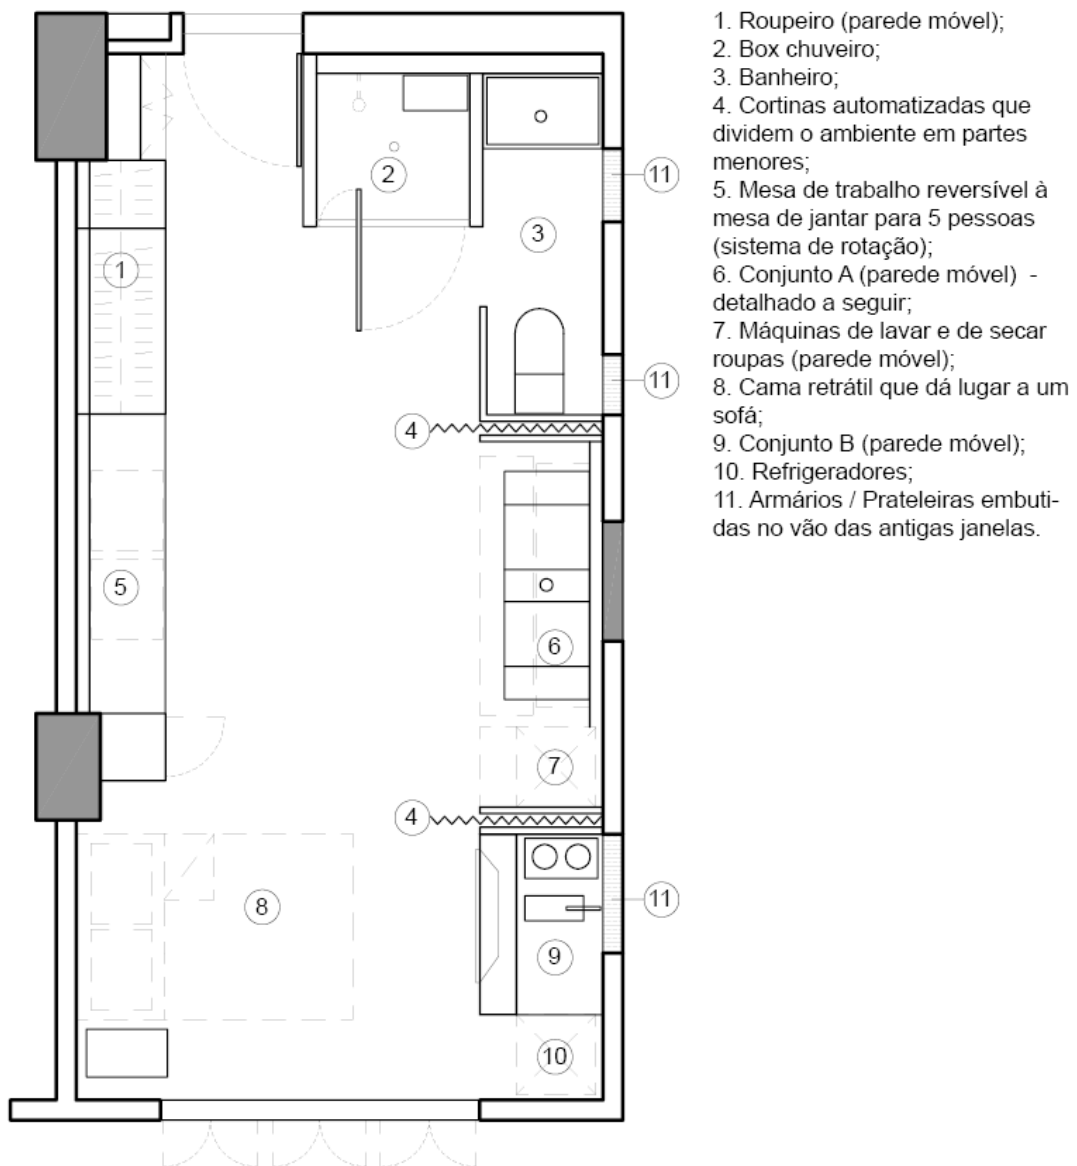 1. Roupeiro (parede móvel);
2. Box chuveiro;
3. Banheiro;
4. Cortinas automatizadas que
dividem o ambiente em partes
menores;
5. Mesa de trabalho reversível à
mesa de jantar para 5 pessoas
(sistema de rotação);
6. Conjunto A (parede móvel)  -
detalhado a seguir;
7. Máquinas de lavar e de secar
roupas (parede móvel);
8. Cama retrátil que dá lugar a um
sofá;
9. Conjunto B (parede móvel);
10. Refrigeradores;
11. Armários / Prateleiras embuti-
das no vão das antigas janelas.
2
11
3
1
11
4
5
6
7
4
8
11
9
10